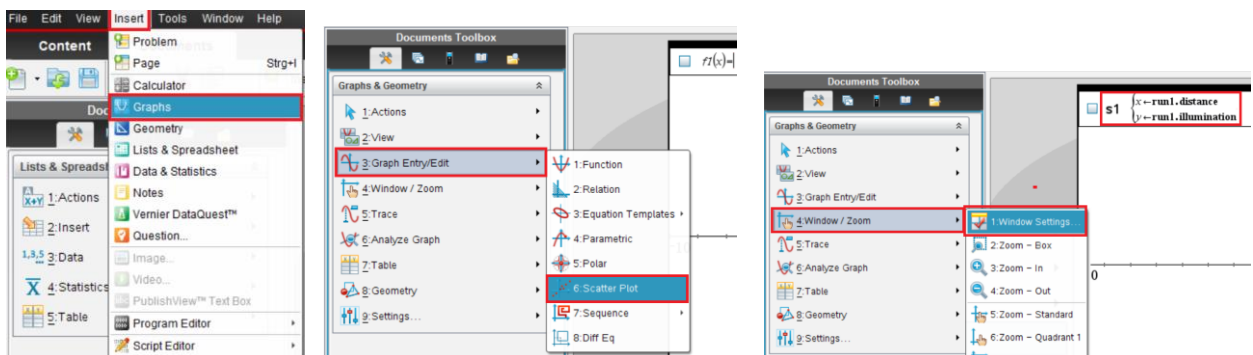 File Edit View Insert Tools Window Help
Content
Problem
Page Strg+I
Calculator
Graphs
Geometry
Lists & Spreadsheet
Data & Statistics
Notes
Vernier DataQuest™
Question...
Image...
Video...
PublishView™ Text Box
Program Editor
Script Editor
Doc
Lists & Spreadsh
1:Actions
2:Insert
3:Data
4:Statistics
5:Table
Documents Toolbox
Graphs & Geometry
1:Actions
2:View
3:Graph Entry/Edit
4:Window / Zoom
5:Trace
6:Analyze Graph
7:Table
8:Geometry
9:Settings...
1:Function
2:Relation
3:Equation Templates
4:Parametric
5:Polar
6:Scatter Plot
7:Sequence
8:Diff Eq
f1(x)=
-10
Documents Toolbox
Graphs & Geometry
1:Actions
2:View
3:Graph Entry/Edit
4:Window / Zoom
5:Trace
6:Analyze Graph
7:Table
8:Geometry
9:Settings...
1:Window Settings...
2:Zoom – Box
3:Zoom – In
4:Zoom – Out
5:Zoom – Standard
6:Zoom – Quadrant 1
s1 x←run1.distance
y←run1.illumination
0